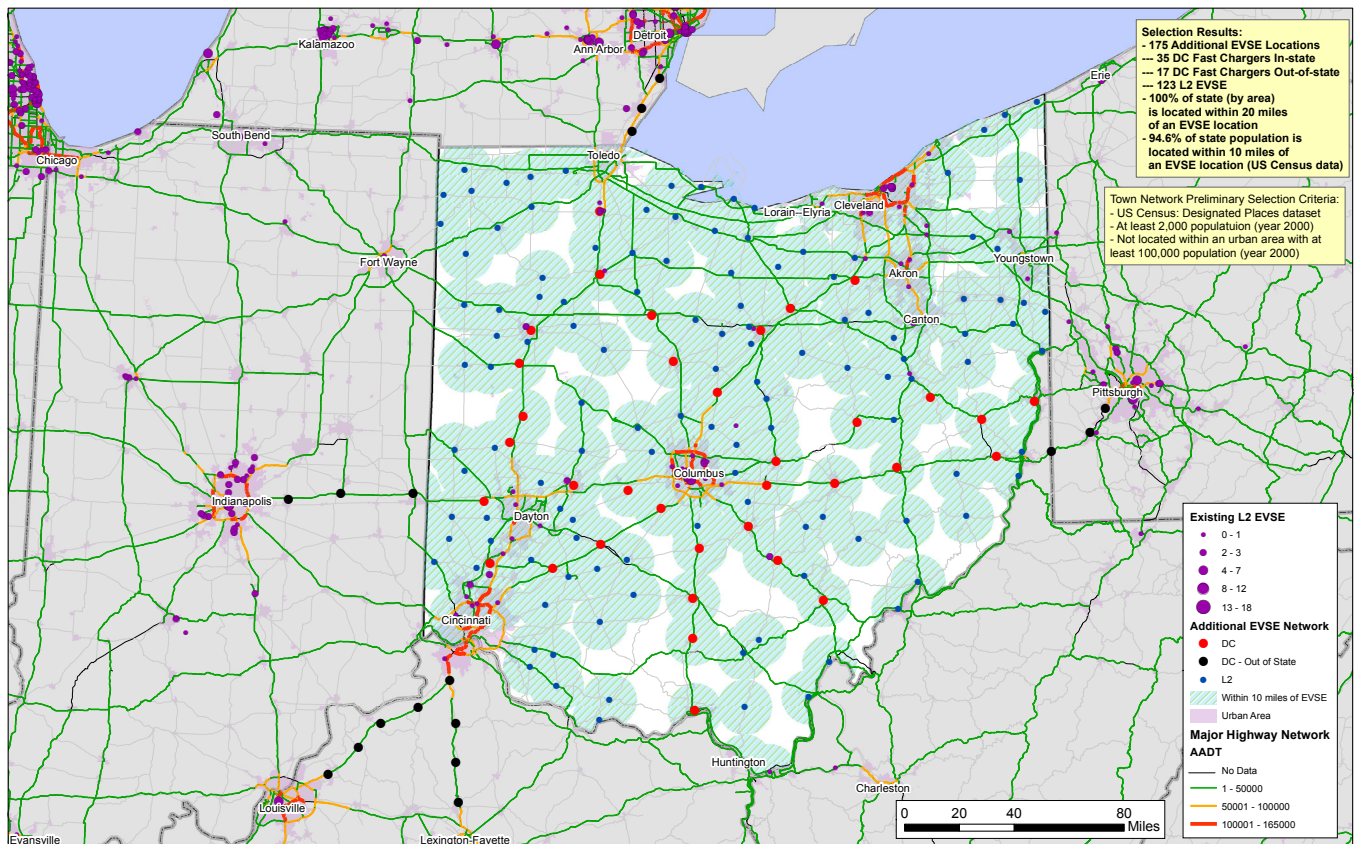 Kalamazoo
Ann Arbor
Detroit
Erie
South Bend
Chicago
Toledo
Lorain--Elyria
Cleveland
Fort Wayne
Akron
Youngstown
Canton
Pittsburgh
Indianapolis
Columbus
Dayton
Cincinnati
Huntington
Charleston
Louisville
Evansville
Lexington-Fayette
Selection Results:
- 175 Additional EVSE Locations
--- 35 DC Fast Chargers In-state
--- 17 DC Fast Chargers Out-of-state
--- 123 L2 EVSE
- 100% of state (by area)
is located within 20 miles
of an EVSE location
- 94.6% of state population is
located within 10 miles of
an EVSE location (US Census data)
Town Network Preliminary Selection Criteria:
- US Census: Designated Places dataset
- At least 2,000 populatuion (year 2000)
- Not located within an urban area with at
least 100,000 population (year 2000)
Existing L2 EVSE
0 - 1
2 - 3
4 - 7
8 - 12
13 - 18
Additional EVSE Network
DC
DC - Out of State
L2
Within 10 miles of EVSE
Urban Area
Major Highway Network
AADT
No Data
1 - 50000
50001 - 100000
100001 - 165000
0 20 40 80
Miles